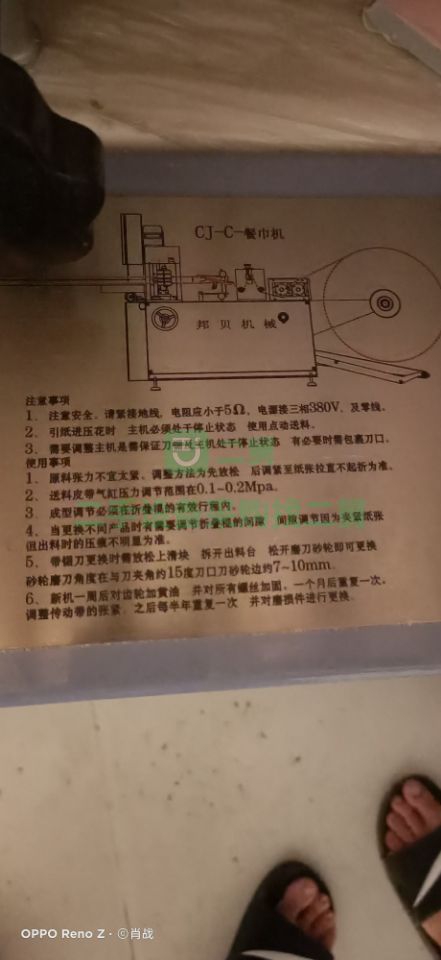 CJ-C-餐巾机
邦贝机械
注意事项
1、注意安全。请紧接地线，电阻应小于5Ω，电源接三相380V，及零线。
2、引纸进压花时 主机必须处于停止状态 使用点动送料。
3、需要调整主机是需保证刀 处主机处于停止状态 有必要时需包裹刀口。
使用事项
1、原料张力不宜太紧。调整方法为先放松 后调紧至纸张拉直不起折为准。
2、送料皮带气缸压力调节范围在0.1~0.2Mpa。
3、成型调节必须在折叠辊的有效行程内。
4、当更换不同产品时有需要调节折叠辊的间隙 间隙调节因为夹紧纸张
但出料时的压痕不明显为准。
5、带锯刀更换时需放松上滑块 拆开出料台 松开磨刀砂轮即可更换
砂轮磨刀角度在与刀夹角约15度刀口刀砂轮边约7~10mm.
6、新机一周后对齿轮加黄油 并对所有螺丝加固。一个月后重复一次。
调整传动带的张紧。之后每半年重复一次 并对磨损件进行更换.
OPPO Reno Z · ©肖战